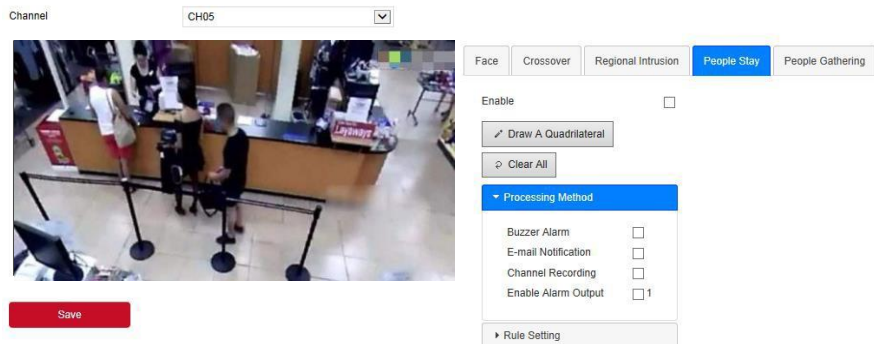 Channel
CH05
Face
Crossover
Regional Intrusion
People Stay
People Gathering
Enable
Draw A Quadrilateral
Clear All
Processing Method
Buzzer Alarm
E-mail Notification
Channel Recording
Enable Alarm Output
1
Rule Setting
Save